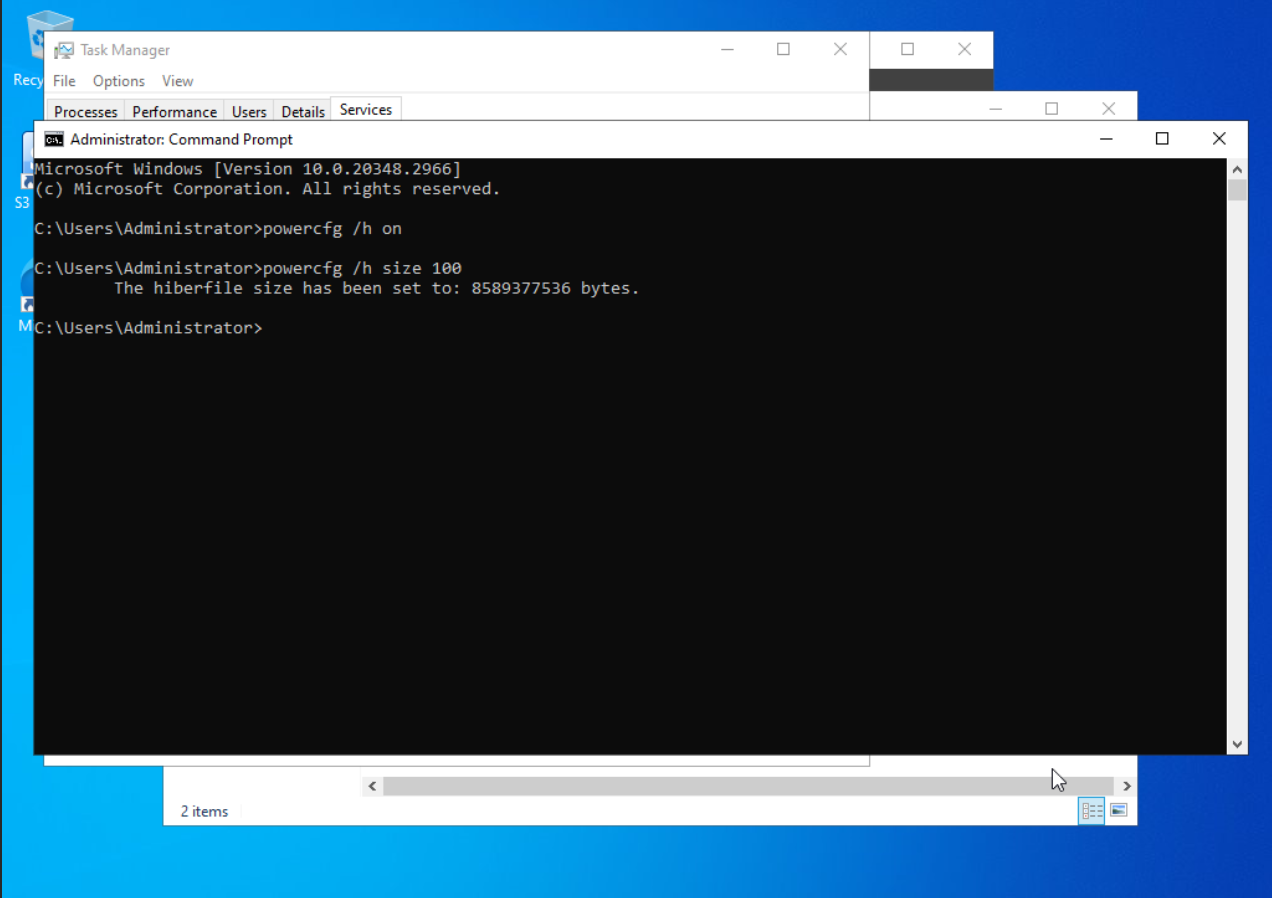 Task Manager
Recy
File Options View
Processes Performance Users Details Services
Administrator: Command Prompt
Microsoft Windows [Version 10.0.20348.2966]
(c) Microsoft Corporation. All rights reserved.
S3
C:\Users\Administrator>powercfg /h on
C:\Users\Administrator>powercfg /h size 100
The hiberfile size has been set to: 8589377536 bytes.
M
C:\Users\Administrator>
2 items